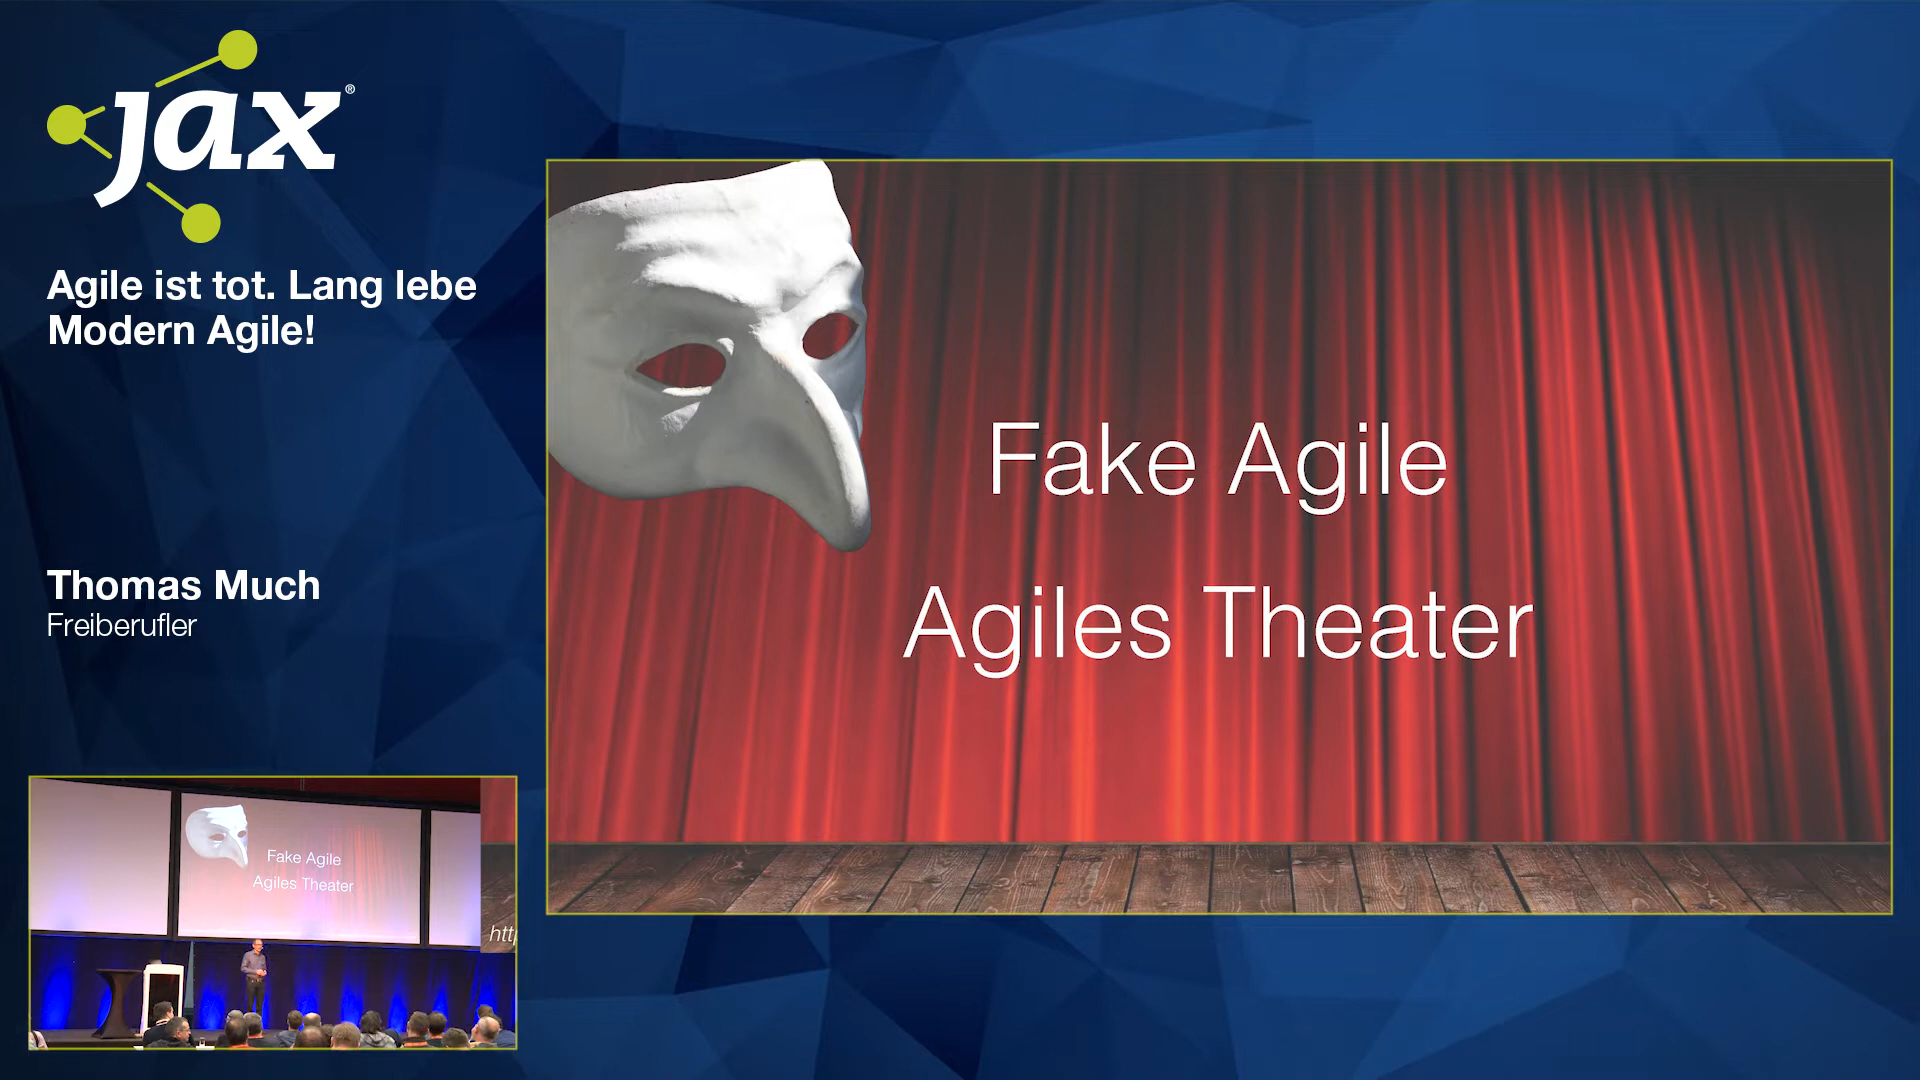 jax®
Agile ist tot. Lang lebe
Modern Agile!
Thomas Much
Freiberufler
Fake Agile
Agiles Theater
Fake Agile
Agiles Theater